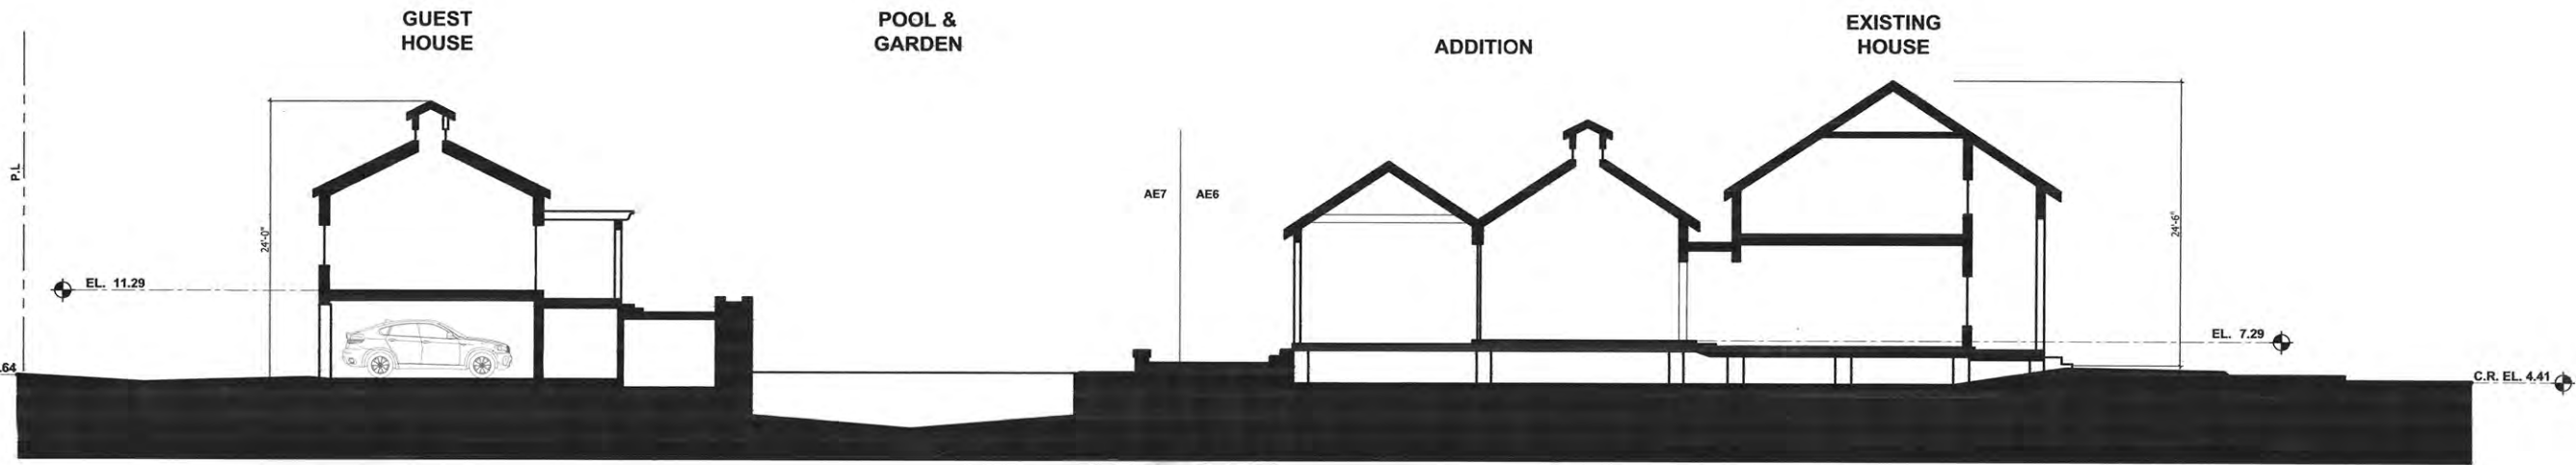 GUEST
HOUSE
POOL &
GARDEN
ADDITION
EXISTING
HOUSE
P.L
24'-0"
EL. 11.29
AE7
AE6
24'-6"
EL. 7.29
.64
C.R. EL. 4.41